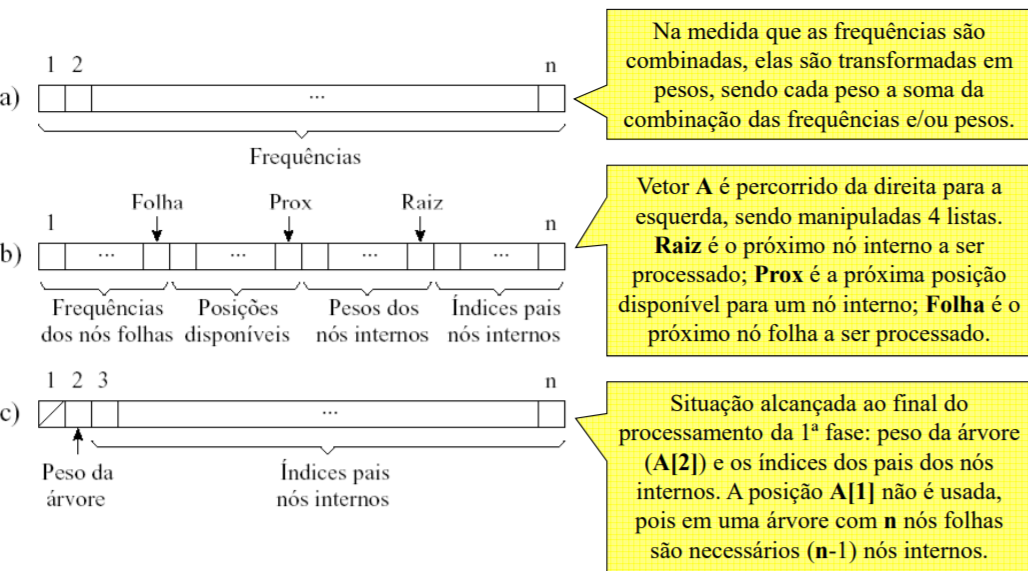 1 2 n
a) ...
Frequências
Na medida que as frequências são
combinadas, elas são transformadas em
pesos, sendo cada peso a soma da
combinação das frequências e/ou pesos.
Folha Prox Raiz
1 n
b) ... ... ... ...
Frequências Posições Pesos dos Índices pais
dos nós folhas disponíveis nós internos nós internos
Vetor A é percorrido da direita para a
esquerda, sendo manipuladas 4 listas.
Raiz é o próximo nó interno a ser
processado; Prox é a próxima posição
disponível para um nó interno; Folha é o
próximo nó folha a ser processado.
1 2 3 n
c) ...
Peso da Índices pais
árvore nós internos
Situação alcançada ao final do
processamento da 1ª fase: peso da árvore
(A[2]) e os índices dos pais dos nós
internos. A posição A[1] não é usada,
pois em uma árvore com n nós folhas
são necessários (n-1) nós internos.